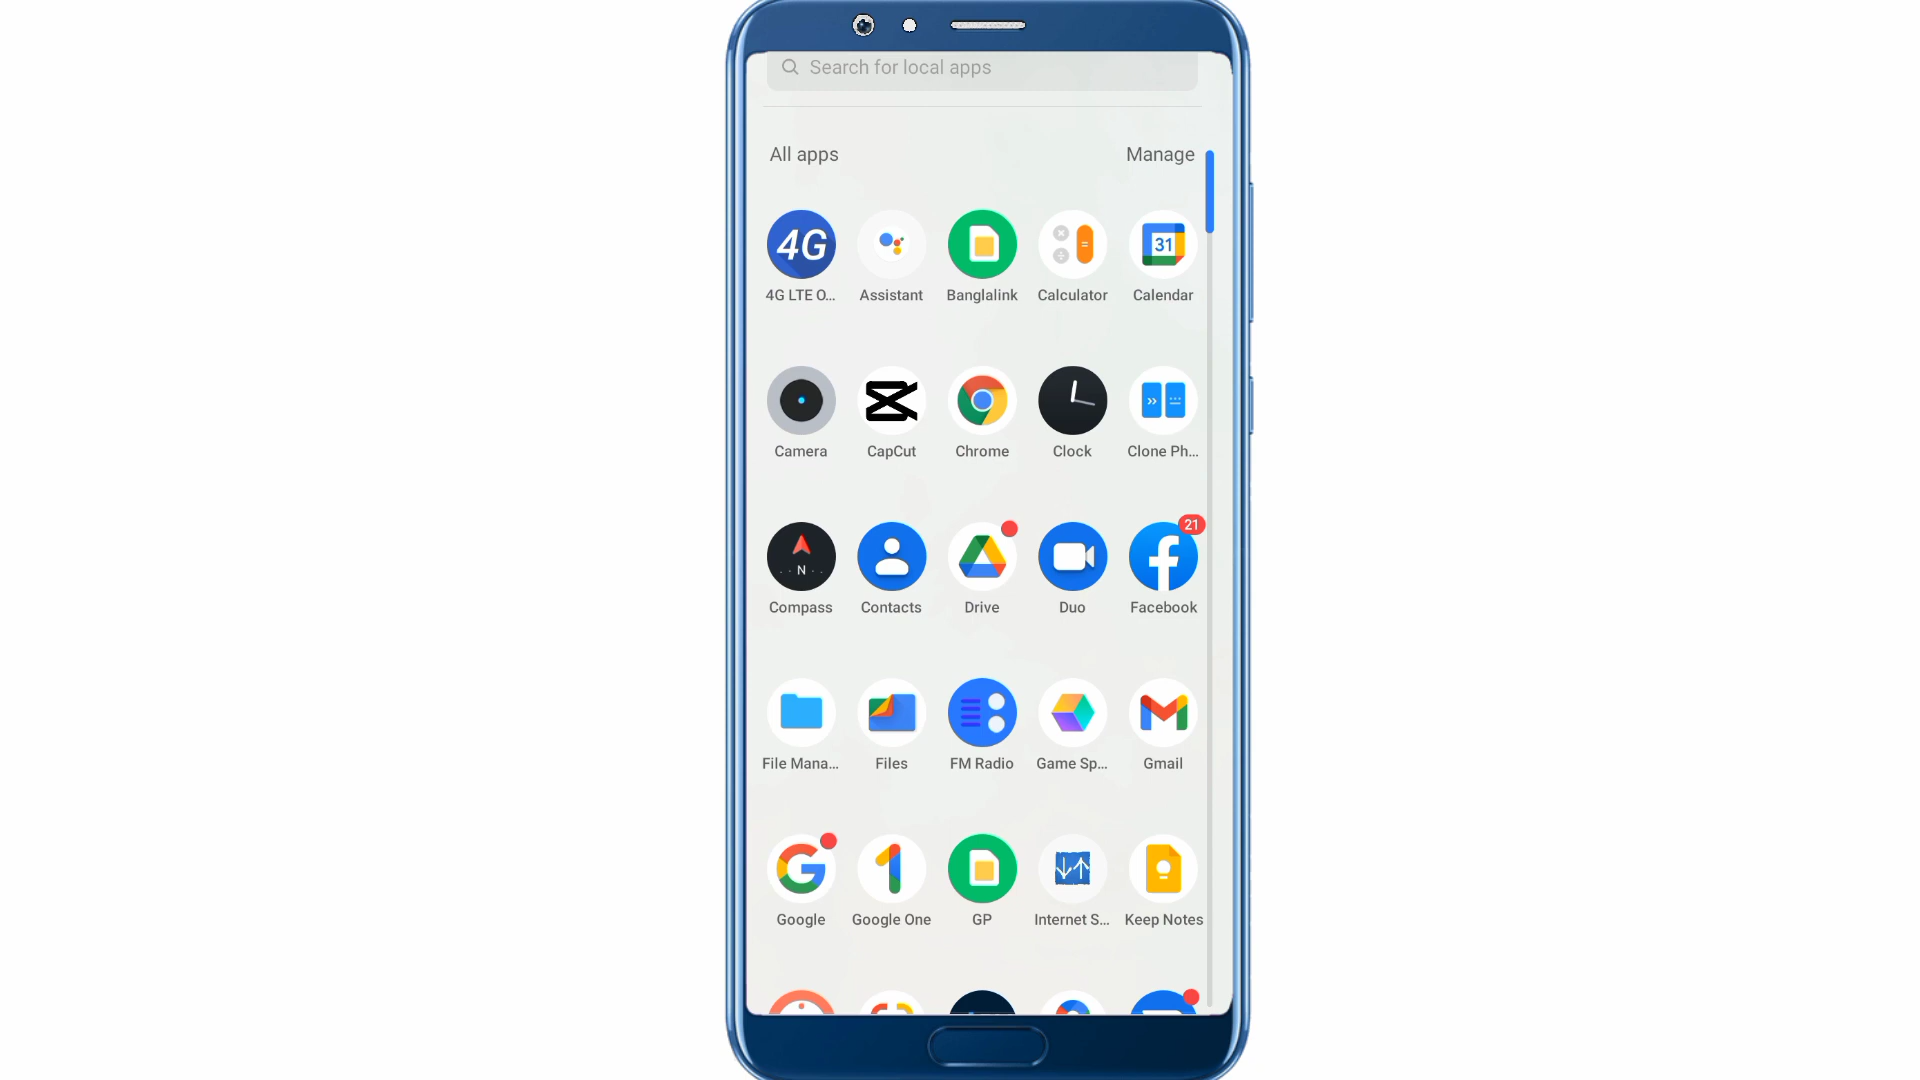 Search for local apps
All apps
Manage
4G
31
4G LTE O...
Assistant
Banglalink
Calculator
Calendar
Camera
CapCut
Chrome
Clock
Clone Ph...
N
21
Compass
Contacts
Drive
Duo
Facebook
File Mana...
Files
FM Radio
Game Sp...
Gmail
Google
Google One
GP
Internet S...
Keep Notes